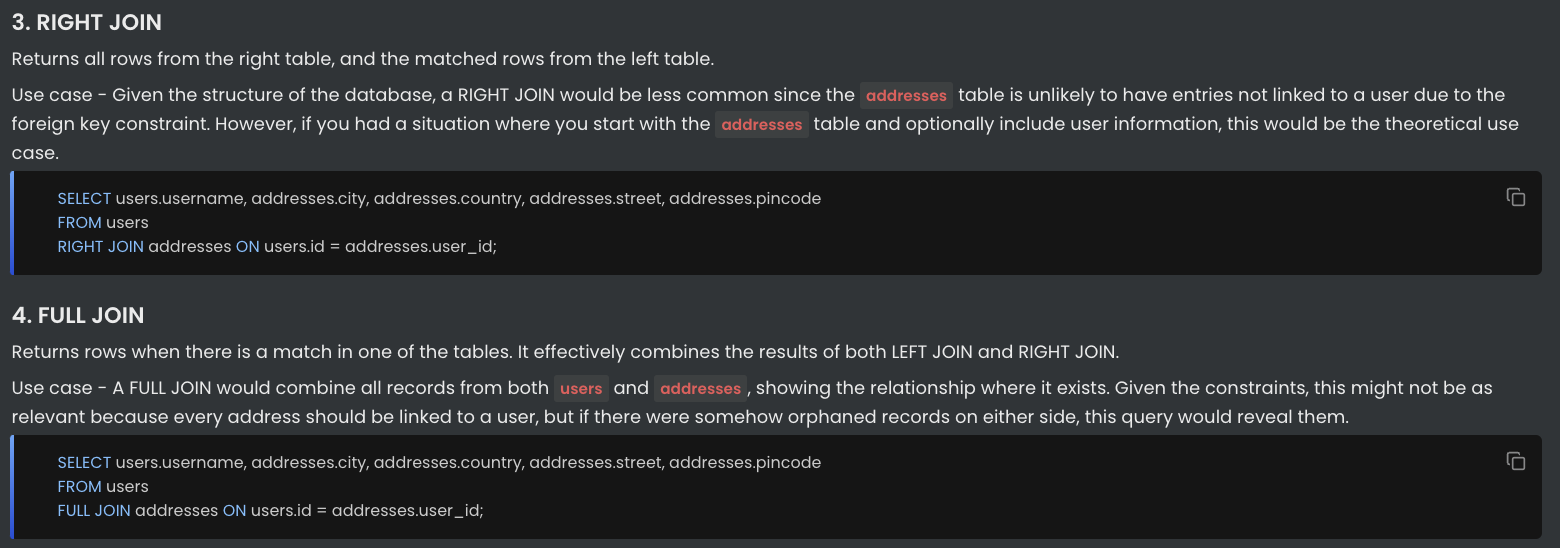 3. RIGHT JOIN
Returns all rows from the right table, and the matched rows from the left table.
Use case - Given the structure of the database, a RIGHT JOIN would be less common since the addresses table is unlikely to have entries not linked to a user due to the
foreign key constraint. However, if you had a situation where you start with the addresses table and optionally include user information, this would be the theoretical use
case.
SELECT users.username, addresses.city, addresses.country, addresses.street, addresses.pincode
FROM users
RIGHT JOIN addresses ON users.id = addresses.user_id;
4. FULL JOIN
Returns rows when there is a match in one of the tables. It effectively combines the results of both LEFT JOIN and RIGHT JOIN.
Use case - A FULL JOIN would combine all records from both users and addresses, showing the relationship where it exists. Given the constraints, this might not be as
relevant because every address should be linked to a user, but if there were somehow orphaned records on either side, this query would reveal them.
SELECT users.username, addresses.city, addresses.country, addresses.street, addresses.pincode
FROM users
FULL JOIN addresses ON users.id = addresses.user_id;